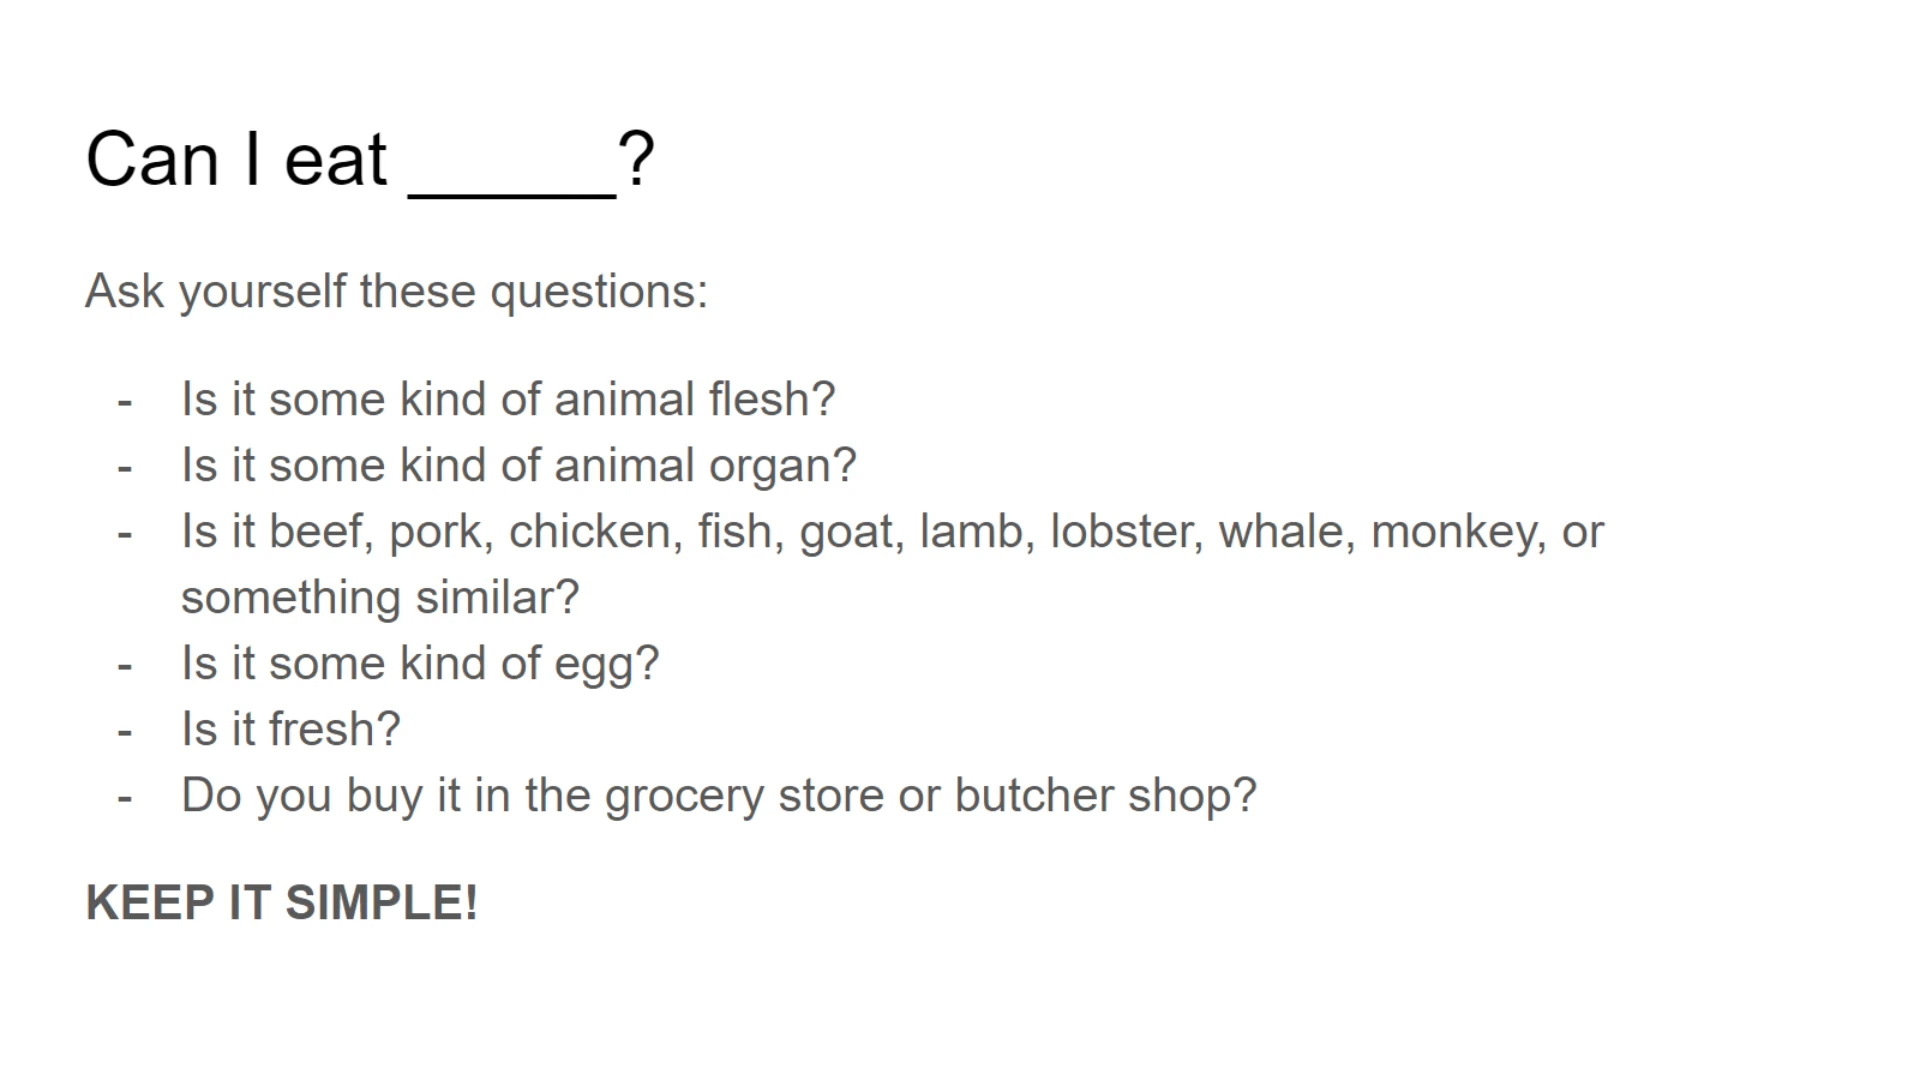 Can I eat _____?
Ask yourself these questions:
- Is it some kind of animal flesh?
- Is it some kind of animal organ?
- Is it beef, pork, chicken, fish, goat, lamb, lobster, whale, monkey, or
something similar?
- Is it some kind of egg?
- Is it fresh?
- Do you buy it in the grocery store or butcher shop?
KEEP IT SIMPLE!